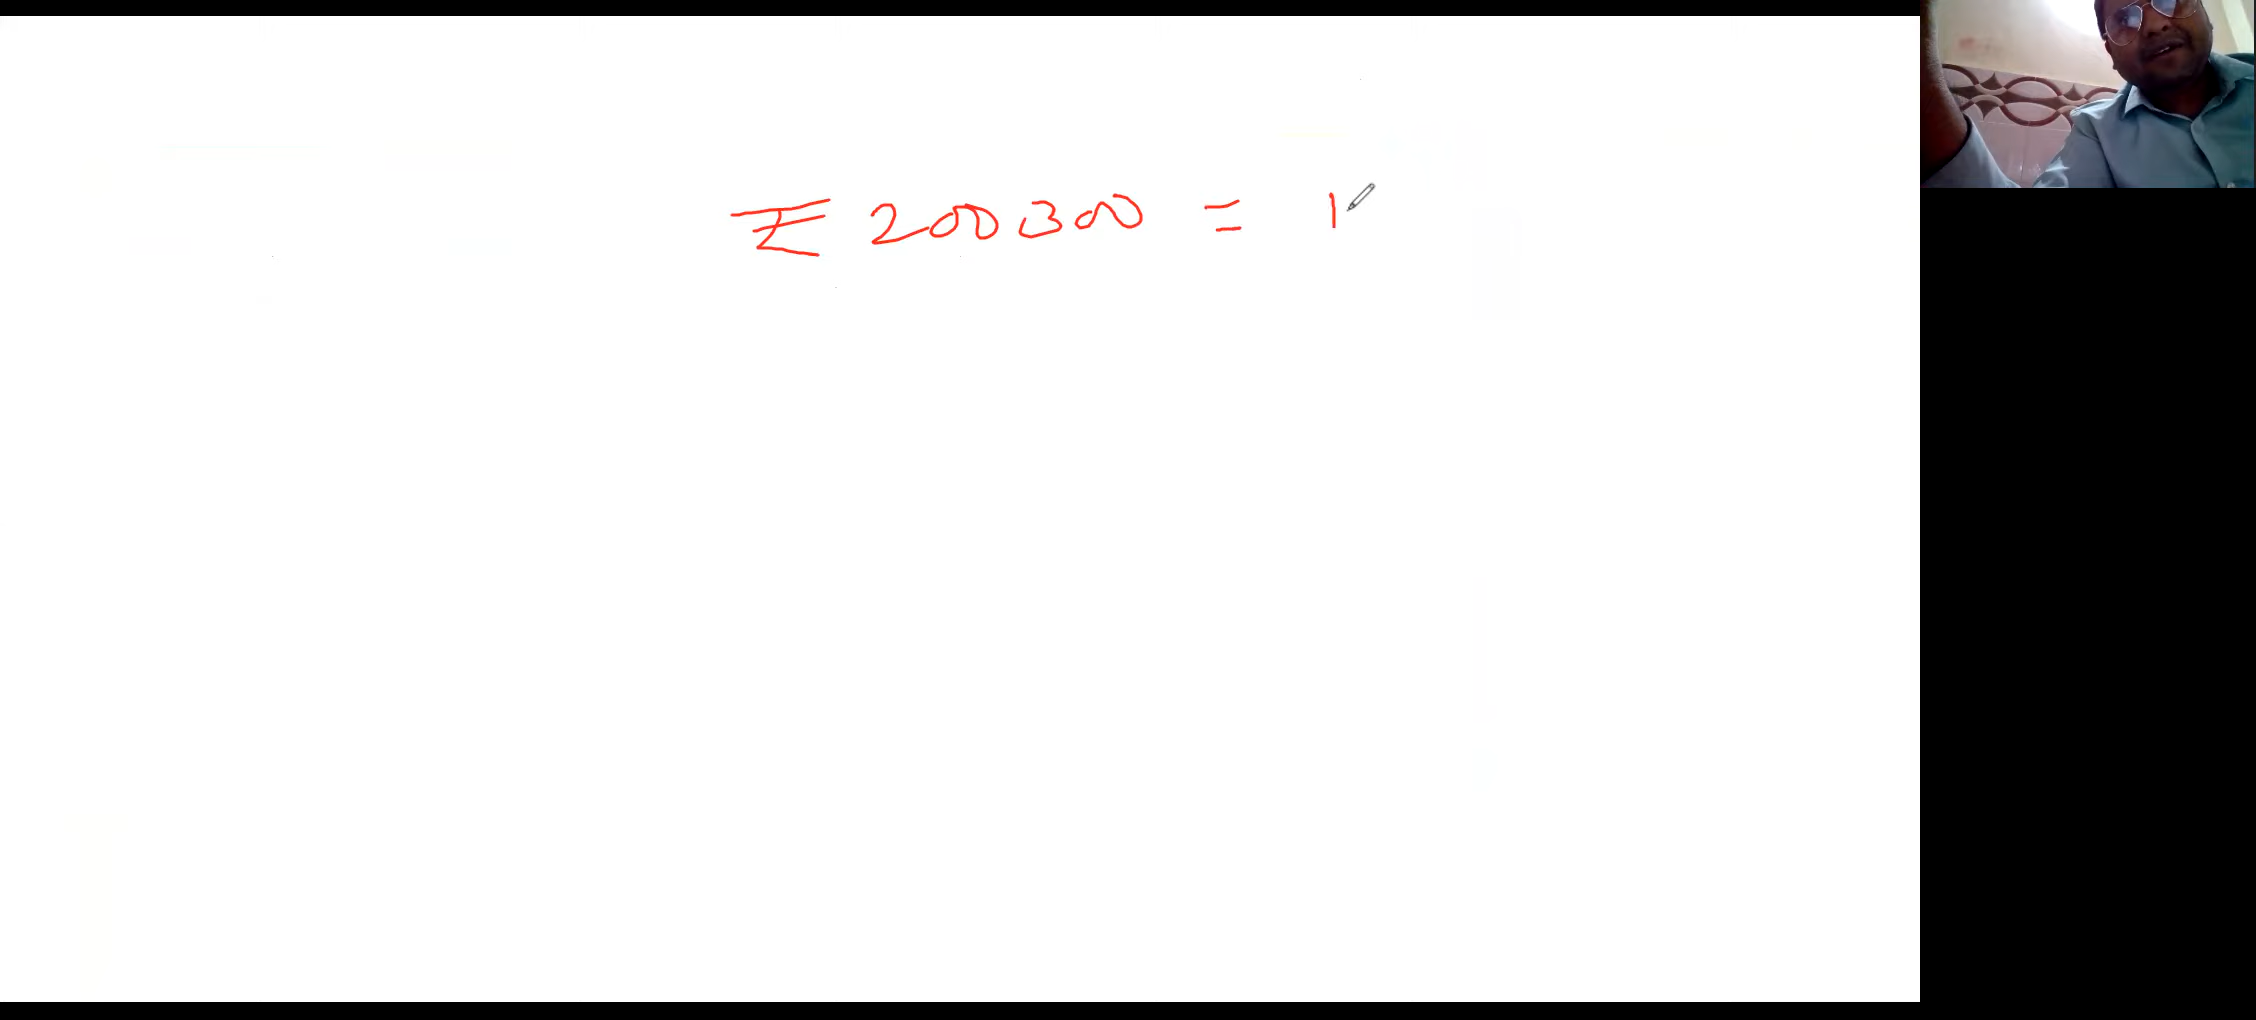 ₹ 200300 = 1